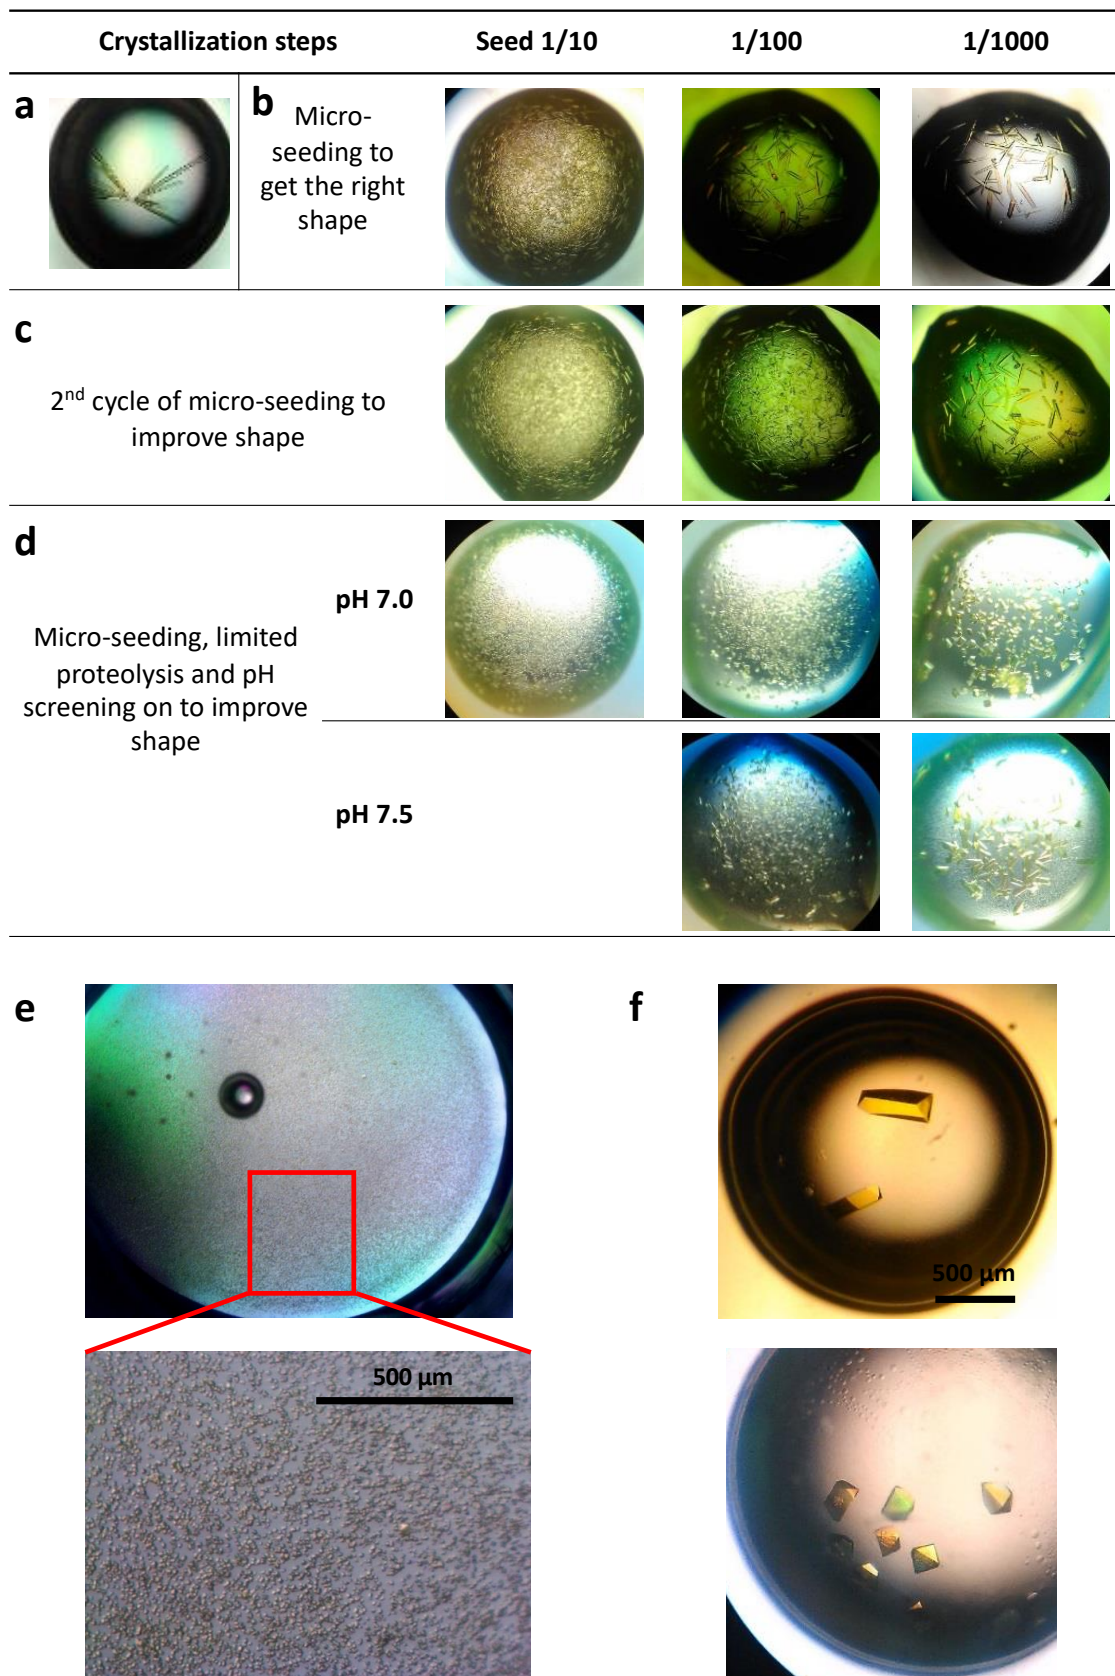 Crystallization steps Seed 1/10 1/100 1/1000
a
b
Micro-
seeding to
get the right
shape
c
2nd cycle of micro-seeding to
improve shape
d
pH 7.0
Micro-seeding, limited
proteolysis and pH
screening on to improve
shape
pH 7.5
e
f
500 µm
500 µm